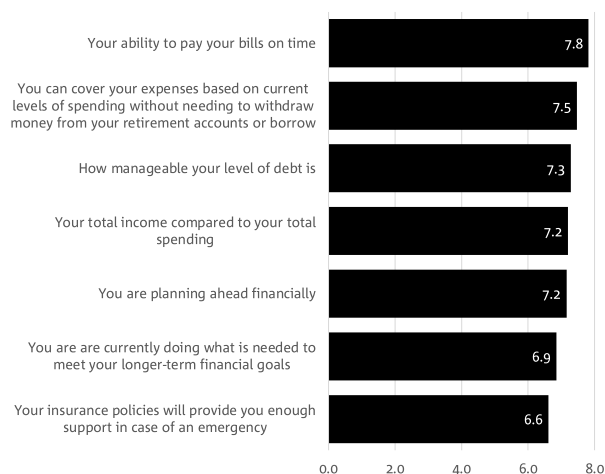 Your ability to pay your bills on time
7.8
You can cover your expenses based on current
levels of spending without needing to withdraw
money from your retirement accounts or borrow
7.5
How manageable your level of debt is
7.3
Your total income compared to your total
spending
7.2
You are planning ahead financially
7.2
You are are currently doing what is needed to
meet your longer-term financial goals
6.9
Your insurance policies will provide you enough
support in case of an emergency
6.6
0.0 2.0 4.0 6.0 8.0